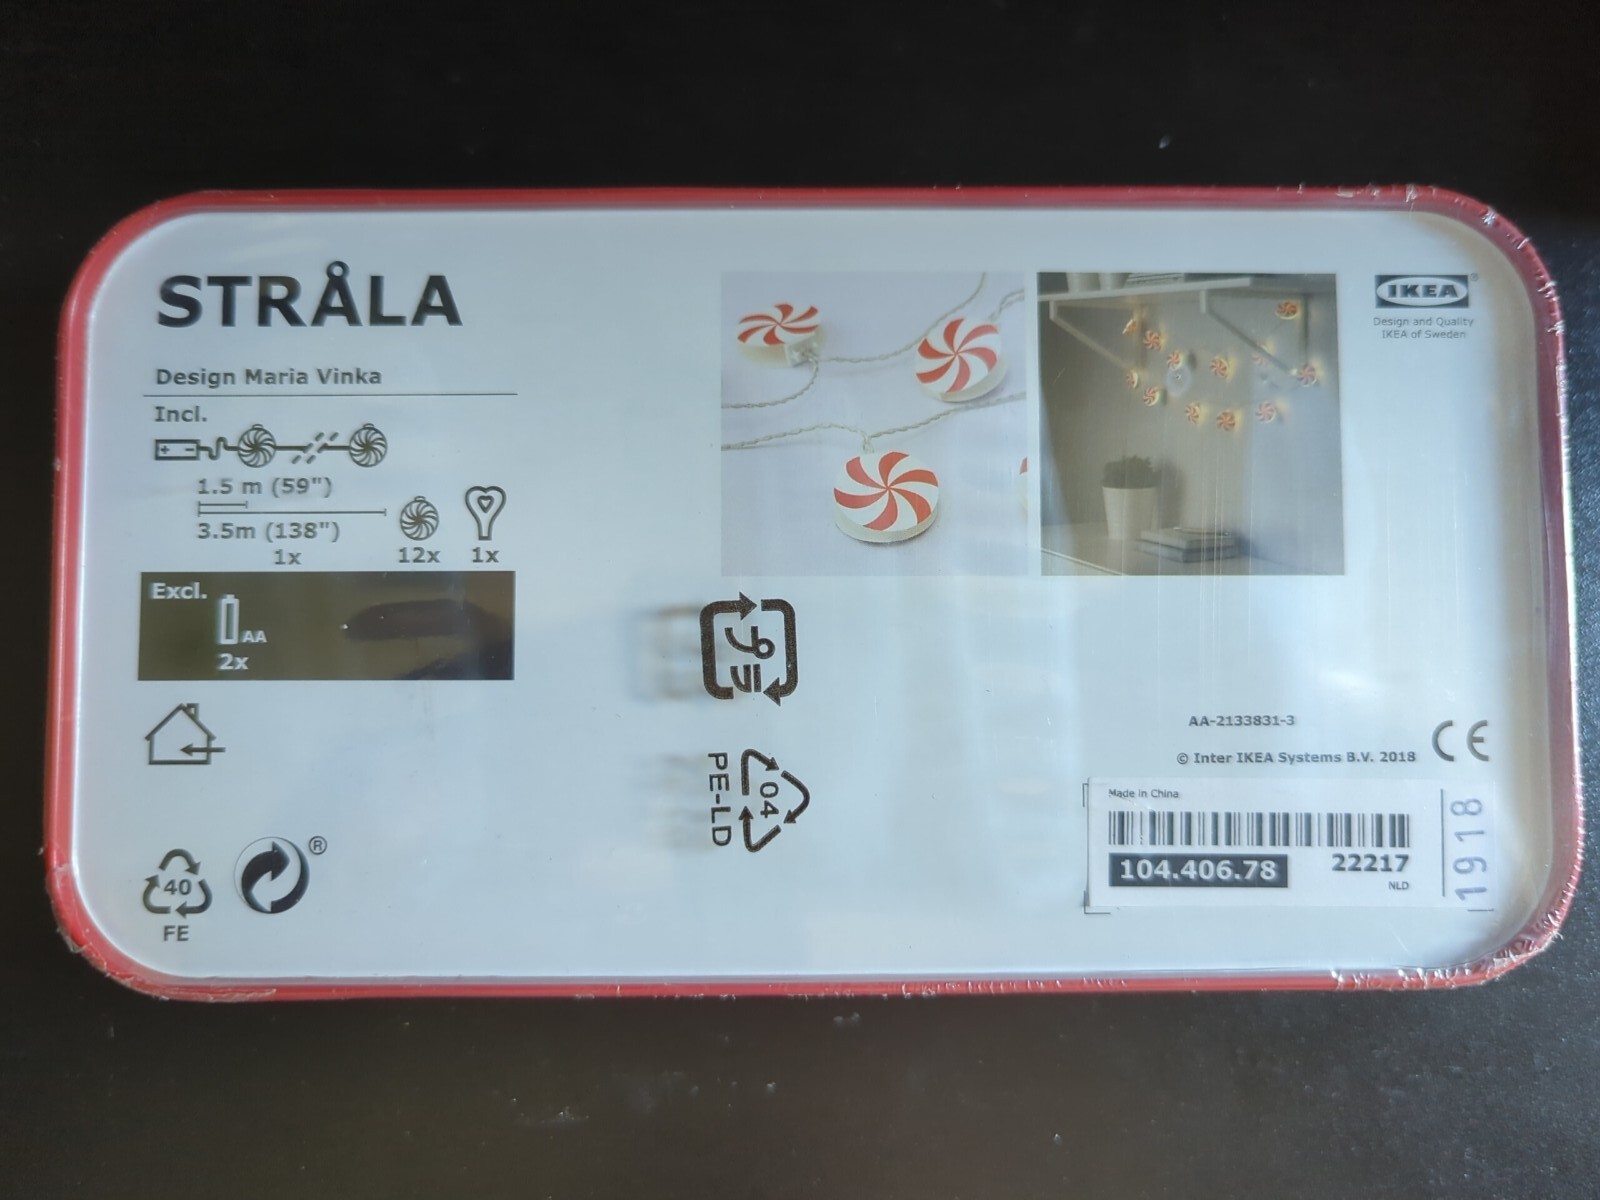 STRÅLA
Design Maria Vinka
Incl.
1.5 m (59")
3.5m (138")
1x
12x
1x
Excl.
AA
2x
40
FE
®
プラ
04
PE-LD
IKEA®
Design and Quality
IKEA of Sweden
AA-2133831-3
© Inter IKEA Systems B.V. 2018
CE
Made in China
104.406.78
22217
NLD
1918